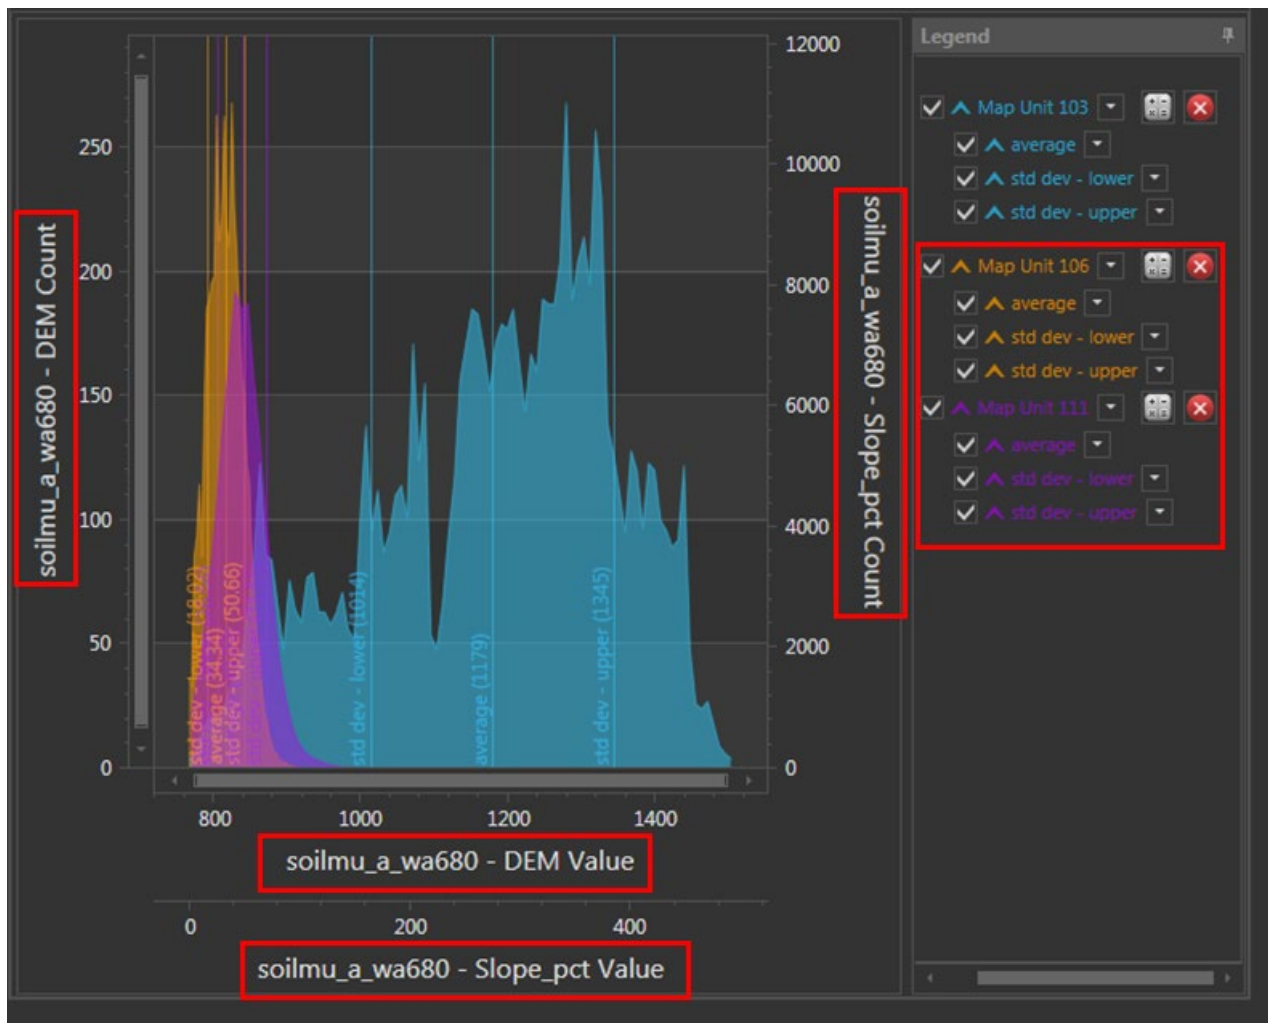 250
200
150
100
50
0
soilmu_a_wa680 - DEM Count
12000
10000
8000
6000
4000
2000
0
soilmu_a_wa680 - Slope_pct Count
std dev - lower (18.02)
average (34.34)
std dev - upper (50.66)
std dev - lower (1014)
average (1179)
std dev - upper (1345)
800 1000 1200 1400
soilmu_a_wa680 - DEM Value
0 200 400
soilmu_a_wa680 - Slope_pct Value
Legend
Map Unit 103
average
std dev - lower
std dev - upper
Map Unit 106
average
std dev - lower
std dev - upper
Map Unit 111
average
std dev - lower
std dev - upper